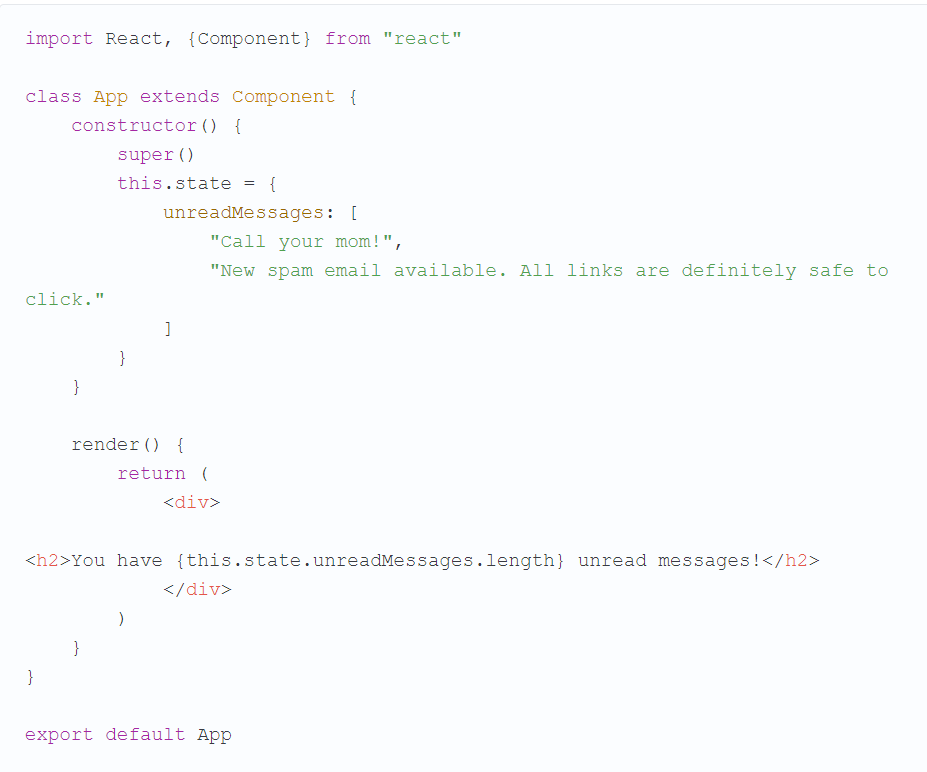 import React, {Component} from "react"

class App extends Component {
    constructor() {
        super()
        this.state = {
            unreadMessages: [
                "Call your mom!",
                "New spam email available. All links are definitely safe to
click."
            ]
        }
    }

    render() {
        return (
            <div>

<h2>You have {this.state.unreadMessages.length} unread messages!</h2>
            </div>
        )
    }
}

export default App